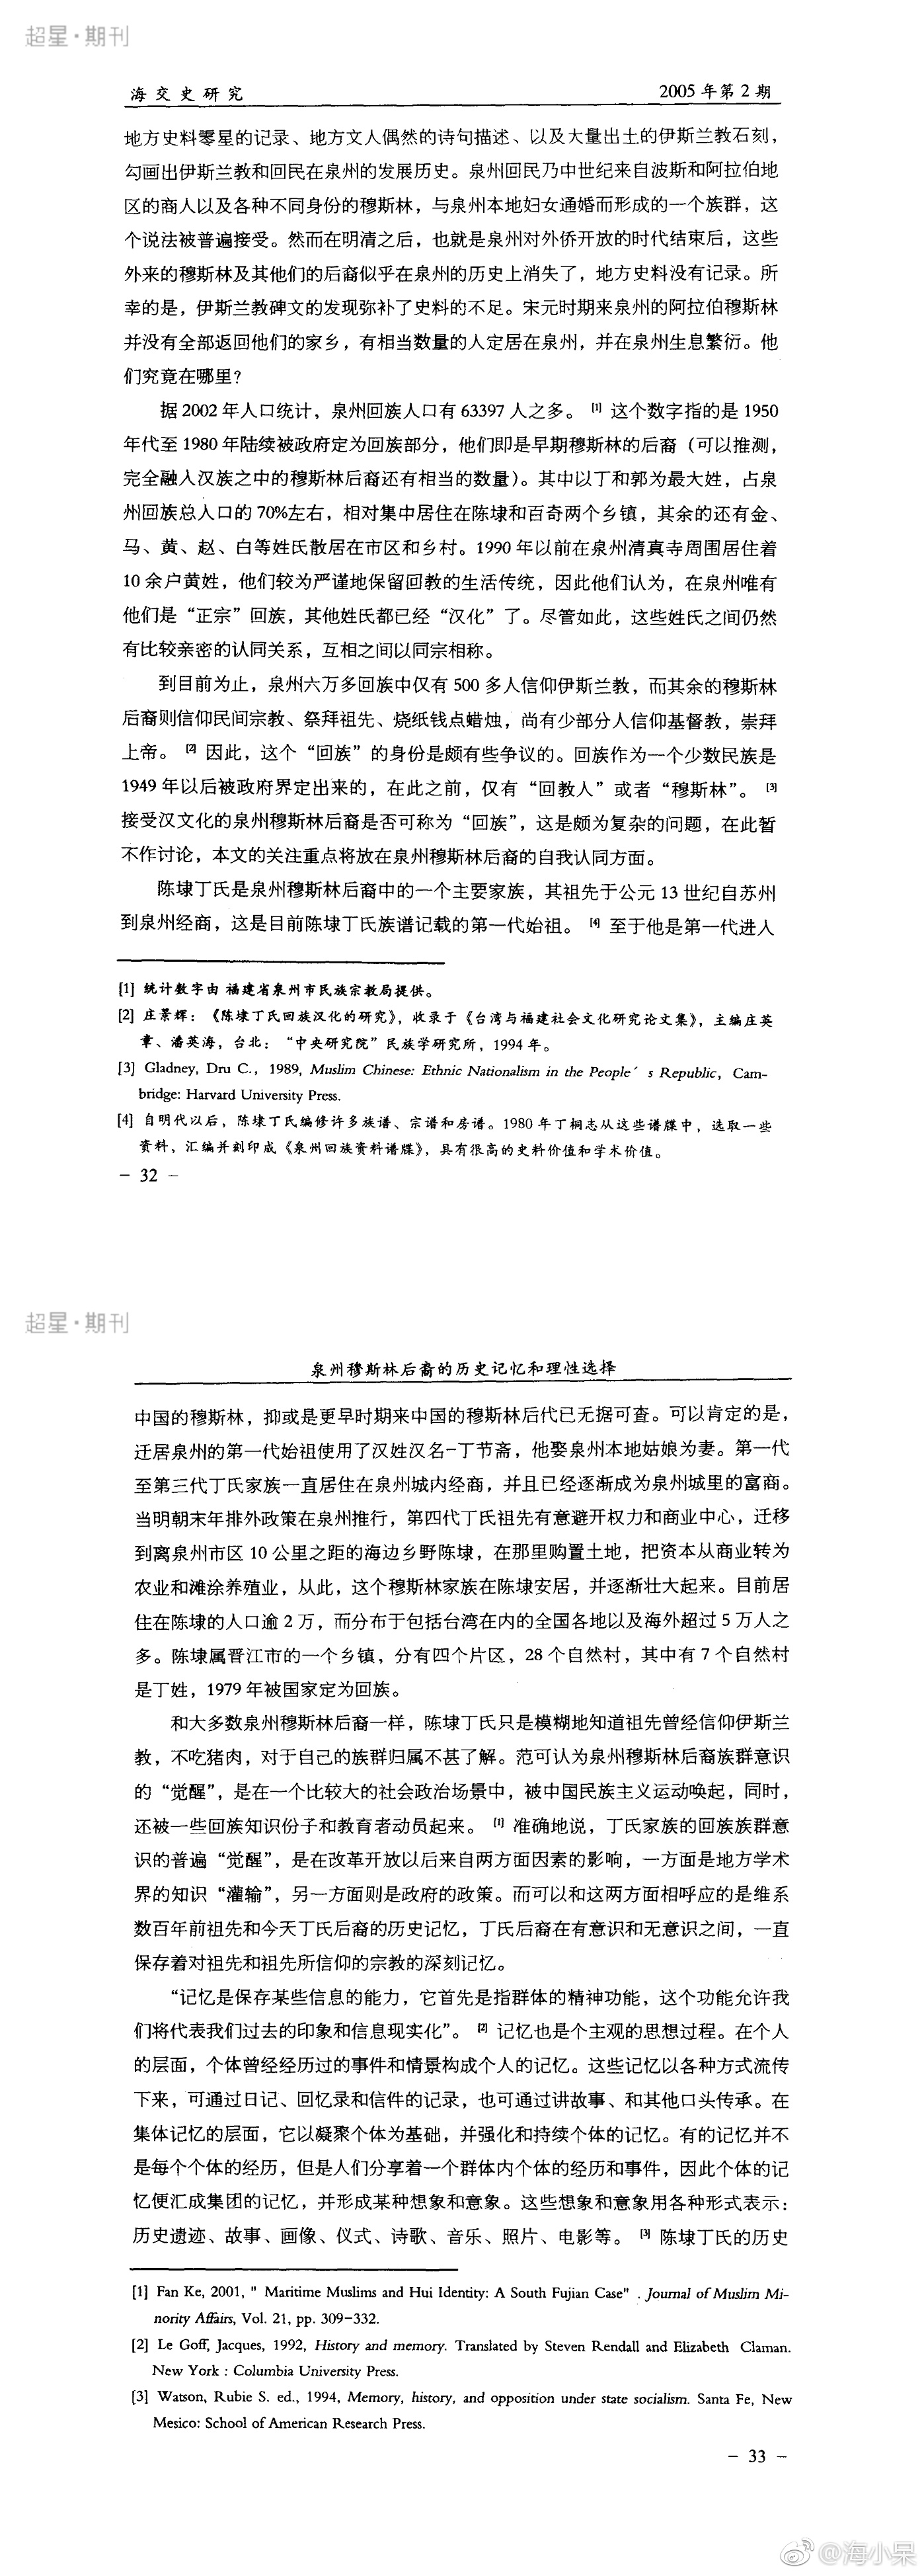 超星·期刊
海交史研究 2005年第2期
地方史料零星的记录、地方文人偶然的诗句描述、以及大量出土的伊斯兰教石刻，
勾画出伊斯兰教和回民在泉州的发展历史。泉州回民乃中世纪来自波斯和阿拉伯地
区的商人以及各种不同身份的穆斯林，与泉州本地妇女通婚而形成的一个族群，这
个说法被普遍接受。然而在明清之后，也就是泉州对外侨开放的时代结束后，这些
外来的穆斯林及其他们的后裔似乎在泉州的历史上消失了，地方史料没有记录。所
幸的是，伊斯兰教碑文的发现弥补了史料的不足。宋元时期来泉州的阿拉伯穆斯林
并没有全部返回他们的家乡，有相当数量的人定居在泉州，并在泉州生息繁衍。他
们究竟在哪里？
据2002年人口统计，泉州回族人口有63397人之多。[1]这个数字指的是1950
年代至1980年陆续被政府定为回族部分，他们即是早期穆斯林的后裔（可以推测，
完全融入汉族之中的穆斯林后裔还有相当的数量）。其中以丁和郭为最大姓，占泉
州回族总人口的70%左右，相对集中居住在陈埭和百奇两个乡镇，其余的还有金、
马、黄、赵、白等姓氏散居在市区和乡村。1990年以前在泉州清真寺周围居住着
10余户黄姓，他们较为严谨地保留回教的生活传统，因此他们认为，在泉州唯有
他们是“正宗”回族，其他姓氏都已经“汉化”了。尽管如此，这些姓氏之间仍然
有比较亲密的认同关系，互相之间以同宗相称。
到目前为止，泉州六万多回族中仅有500多人信仰伊斯兰教，而其余的穆斯林
后裔则信仰民间宗教、祭拜祖先、烧纸钱点蜡烛，尚有少部分人信仰基督教，崇拜
上帝。[2]因此，这个“回族”的身份是颇有些争议的。回族作为一个少数民族是
1949年以后被政府界定出来的，在此之前，仅有“回教人”或者“穆斯林”。[3]
接受汉文化的泉州穆斯林后裔是否可称为“回族”，这是颇为复杂的问题，在此暂
不作讨论，本文的关注重点将放在泉州穆斯林后裔的自我认同方面。
陈埭丁氏是泉州穆斯林后裔中的一个主要家族，其祖先于公元13世纪自苏州
到泉州经商，这是目前陈埭丁氏族谱记载的第一代始祖。[4]至于他是第一代进入
[1] 统计数字由 福建省泉州市民族宗教局提供。
[2] 庄景辉：《陈埭丁氏回族汉化的研究》，收录于《台湾与福建社会文化研究论文集》，主编庄英
章、潘英海，台北：“中央研究院”民族学研究所，1994年。
[3] Gladney, Dru C., 1989, Muslim Chinese: Ethnic Nationalism in the People′s Republic, Cam-
bridge: Harvard University Press.
[4] 自明代以后，陈埭丁氏编修许多族谱、宗谱和房谱。1980年丁桐志从这些谱牒中，选取一些
资料，汇编并刻印成《泉州回族资料谱牒》，具有很高的史料价值和学术价值。
- 32 -
超星·期刊
泉州穆斯林后裔的历史记忆和理性选择
中国的穆斯林，抑或是更早时期来中国的穆斯林后代已无据可查。可以肯定的是，
迁居泉州的第一代始祖使用了汉姓汉名-丁节斋，他娶泉州本地姑娘为妻。第一代
至第三代丁氏家族一直居住在泉州城内经商，并且已经逐渐成为泉州城里的富商。
当明朝末年排外政策在泉州推行，第四代丁氏祖先有意避开权力和商业中心，迁移
到离泉州市区10公里之距的海边乡野陈埭，在那里购置土地，把资本从商业转为
农业和滩涂养殖业，从此，这个穆斯林家族在陈埭安居，并逐渐壮大起来。目前居
住在陈埭的人口逾2万，而分布于包括台湾在内的全国各地以及海外超过5万人之
多。陈埭属晋江市的一个乡镇，分有四个片区，28个自然村，其中有7个自然村
是丁姓，1979年被国家定为回族。
和大多数泉州穆斯林后裔一样，陈埭丁氏只是模糊地知道祖先曾经信仰伊斯兰
教，不吃猪肉，对于自己的族群归属不甚了解。范可认为泉州穆斯林后裔族群意识
的“觉醒”，是在一个比较大的社会政治场景中，被中国民族主义运动唤起，同时，
还被一些回族知识份子和教育者动员起来。[1]准确地说，丁氏家族的回族族群意
识的普遍“觉醒”，是在改革开放以后来自两方面因素的影响，一方面是地方学术
界的知识“灌输”，另一方面则是政府的政策。而可以和这两方面相呼应的是维系
数百年前祖先和今天丁氏后裔的历史记忆，丁氏后裔在有意识和无意识之间，一直
保存着对祖先和祖先所信仰的宗教的深刻记忆。
“记忆是保存某些信息的能力，它首先是指群体的精神功能，这个功能允许我
们将代表我们过去的印象和信息现实化”。[2]记忆也是个主观的思想过程。在个人
的层面，个体曾经经历过的事件和情景构成个人的记忆。这些记忆以各种方式流传
下来，可通过日记、回忆录和信件的记录，也可通过讲故事、和其他口头传承。在
集体记忆的层面，它以凝聚个体为基础，并强化和持续个体的记忆。有的记忆并不
是每个个体的经历，但是人们分享着一个群体内个体的经历和事件，因此个体的记
忆便汇成集团的记忆，并形成某种想象和意象。这些想象和意象用各种形式表示：
历史遗迹、故事、画像、仪式、诗歌、音乐、照片、电影等。[3]陈埭丁氏的历史
[1] Fan Ke, 2001, " Maritime Muslims and Hui Identity: A South Fujian Case" . Journal of Muslim Mi-
nority Affairs, Vol. 21, pp. 309-332.
[2] Le Goff, Jacques, 1992, History and memory. Translated by Steven Rendall and Elizabeth Claman.
New York : Columbia University Press.
[3] Watson, Rubie S. ed., 1994, Memory, history, and opposition under state socialism. Santa Fe, New
Mesico: School of American Research Press.
- 33 -
@海小呆